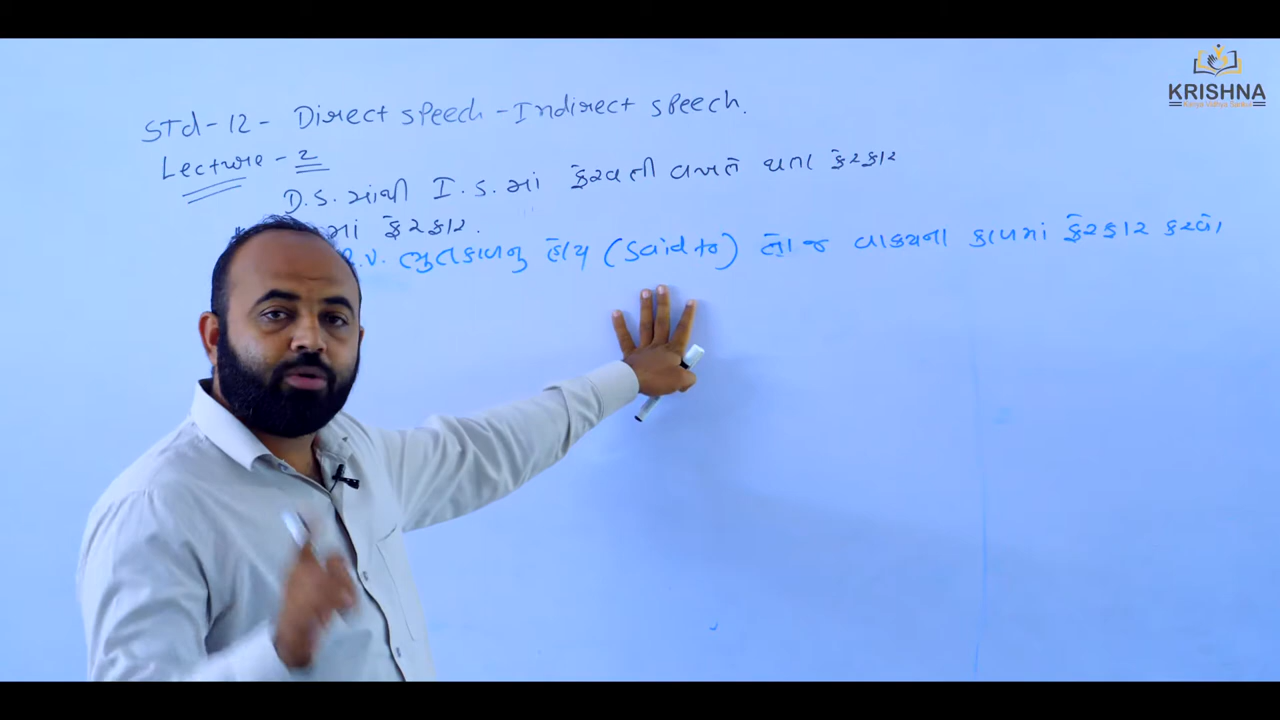 KRISHNA
STd-12 - Direct speech - Indirect speech.
Lecture - 2
D.S. માંથી I.S. માં ફેરવતી વખતે થતા ફેરફાર
માં ફેરફાર.
R.V. ભુતકાળનુ હોય (said to) તો જ વાકયના કાળમાં ફેરફાર કરવો